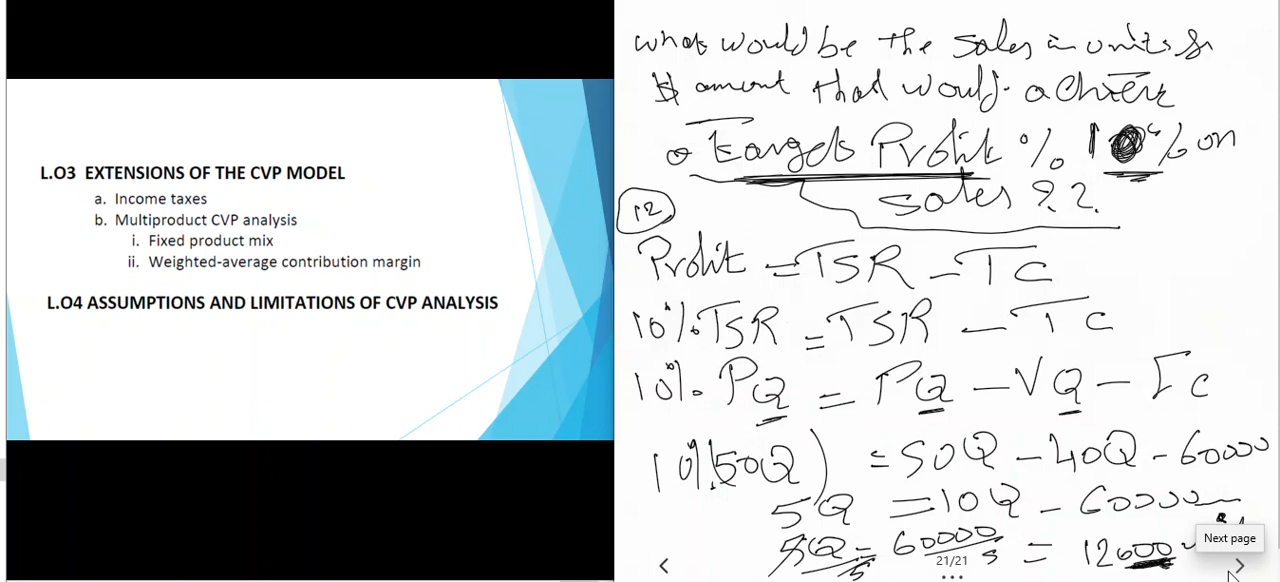 L.O3 EXTENSIONS OF THE CVP MODEL
a. Income taxes
b. Multiproduct CVP analysis
i. Fixed product mix
ii. Weighted-average contribution margin
L.O4 ASSUMPTIONS AND LIMITATIONS OF CVP ANALYSIS
what would be the sales in units &
$ amount that would achieve
a Target Profit % 10% on
sales ??
12
Profit = TSR - TC
10% TSR = TSR - TC
10% PQ = PQ - VQ - FC
10%(50Q) = 50Q - 40Q - 60000
5Q = 10Q - 60000
5Q/5 = 60000/5 = 12000
21/21
Next page